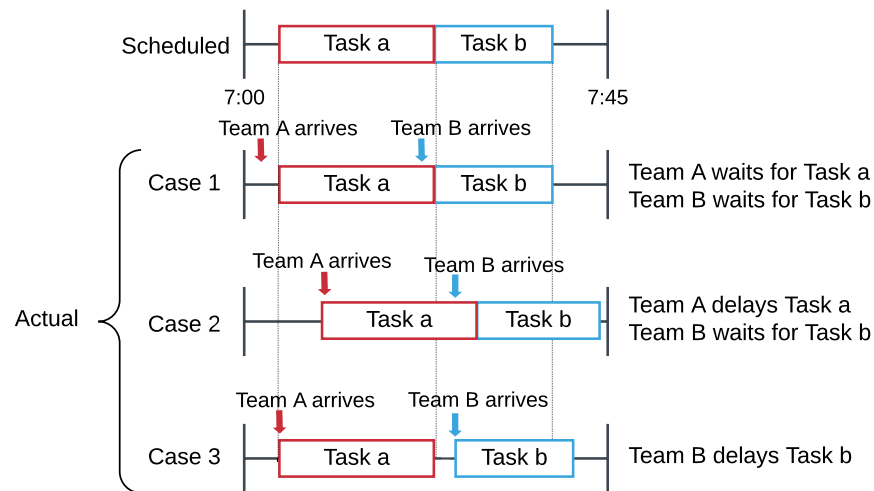 Scheduled
Task a
Task b
7:00
7:45
Team A arrives
Team B arrives
Case 1
Task a
Task b
Team A waits for Task a
Team B waits for Task b
Team A arrives
Team B arrives
Actual
Case 2
Task a
Task b
Team A delays Task a
Team B waits for Task b
Team A arrives
Team B arrives
Case 3
Task a
Task b
Team B delays Task b